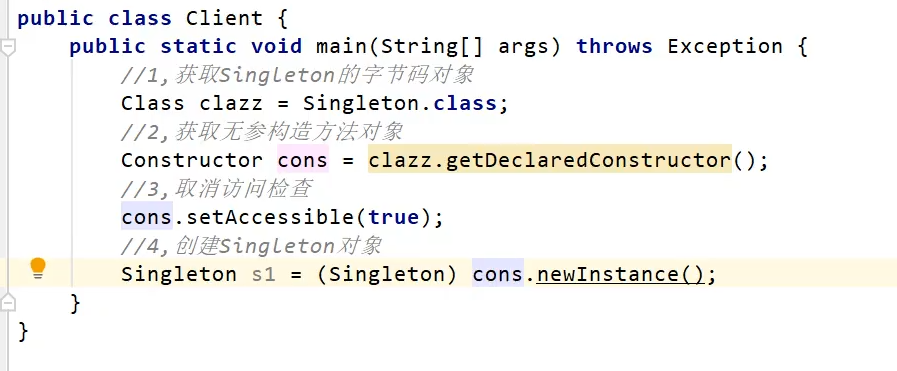 public class Client {
    public static void main(String[] args) throws Exception {
        //1,获取Singleton的字节码对象
        Class clazz = Singleton.class;
        //2,获取无参构造方法对象
        Constructor cons = clazz.getDeclaredConstructor();
        //3,取消访问检查
        cons.setAccessible(true);
        //4,创建Singleton对象
        Singleton s1 = (Singleton) cons.newInstance();
    }
}